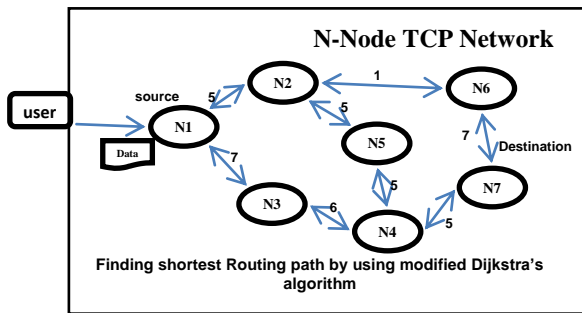 N-Node TCP Network
user
source
Data
N1
5
N2
1
N6
5
N5
7
Destination
7
N3
6
5
N4
5
N7
Finding shortest Routing path by using modified Dijkstra's
algorithm